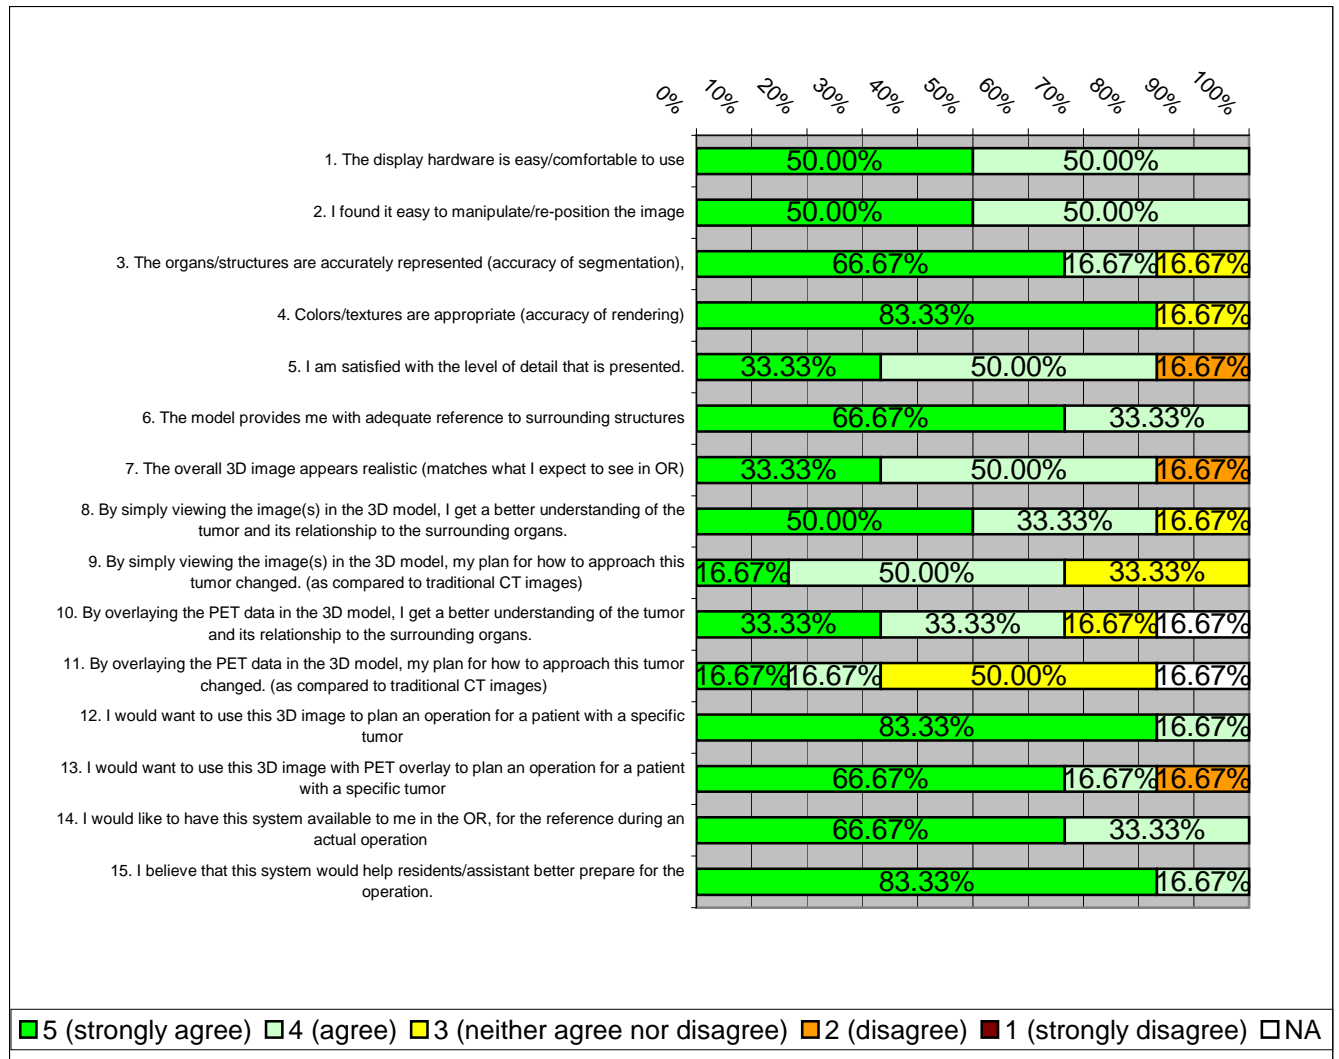 0% 10% 20% 30% 40% 50% 60% 70% 80% 90% 100%
1. The display hardware is easy/comfortable to use
50.00% 50.00%
2. I found it easy to manipulate/re-position the image
50.00% 50.00%
3. The organs/structures are accurately represented (accuracy of segmentation),
66.67% 16.67% 16.67%
4. Colors/textures are appropriate (accuracy of rendering)
83.33% 16.67%
5. I am satisfied with the level of detail that is presented.
33.33% 50.00% 16.67%
6. The model provides me with adequate reference to surrounding structures
66.67% 33.33%
7. The overall 3D image appears realistic (matches what I expect to see in OR)
33.33% 50.00% 16.67%
8. By simply viewing the image(s) in the 3D model, I get a better understanding of the
tumor and its relationship to the surrounding organs.
50.00% 33.33% 16.67%
9. By simply viewing the image(s) in the 3D model, my plan for how to approach this
tumor changed. (as compared to traditional CT images)
16.67% 50.00% 33.33%
10. By overlaying the PET data in the 3D model, I get a better understanding of the tumor
and its relationship to the surrounding organs.
33.33% 33.33% 16.67% 16.67%
11. By overlaying the PET data in the 3D model, my plan for how to approach this tumor
changed. (as compared to traditional CT images)
16.67% 16.67% 50.00% 16.67%
12. I would want to use this 3D image to plan an operation for a patient with a specific
tumor
83.33% 16.67%
13. I would want to use this 3D image with PET overlay to plan an operation for a patient
with a specific tumor
66.67% 16.67% 16.67%
14. I would like to have this system available to me in the OR, for the reference during an
actual operation
66.67% 33.33%
15. I believe that this system would help residents/assistant better prepare for the
operation.
83.33% 16.67%
5 (strongly agree) 4 (agree) 3 (neither agree nor disagree) 2 (disagree) 1 (strongly disagree) NA